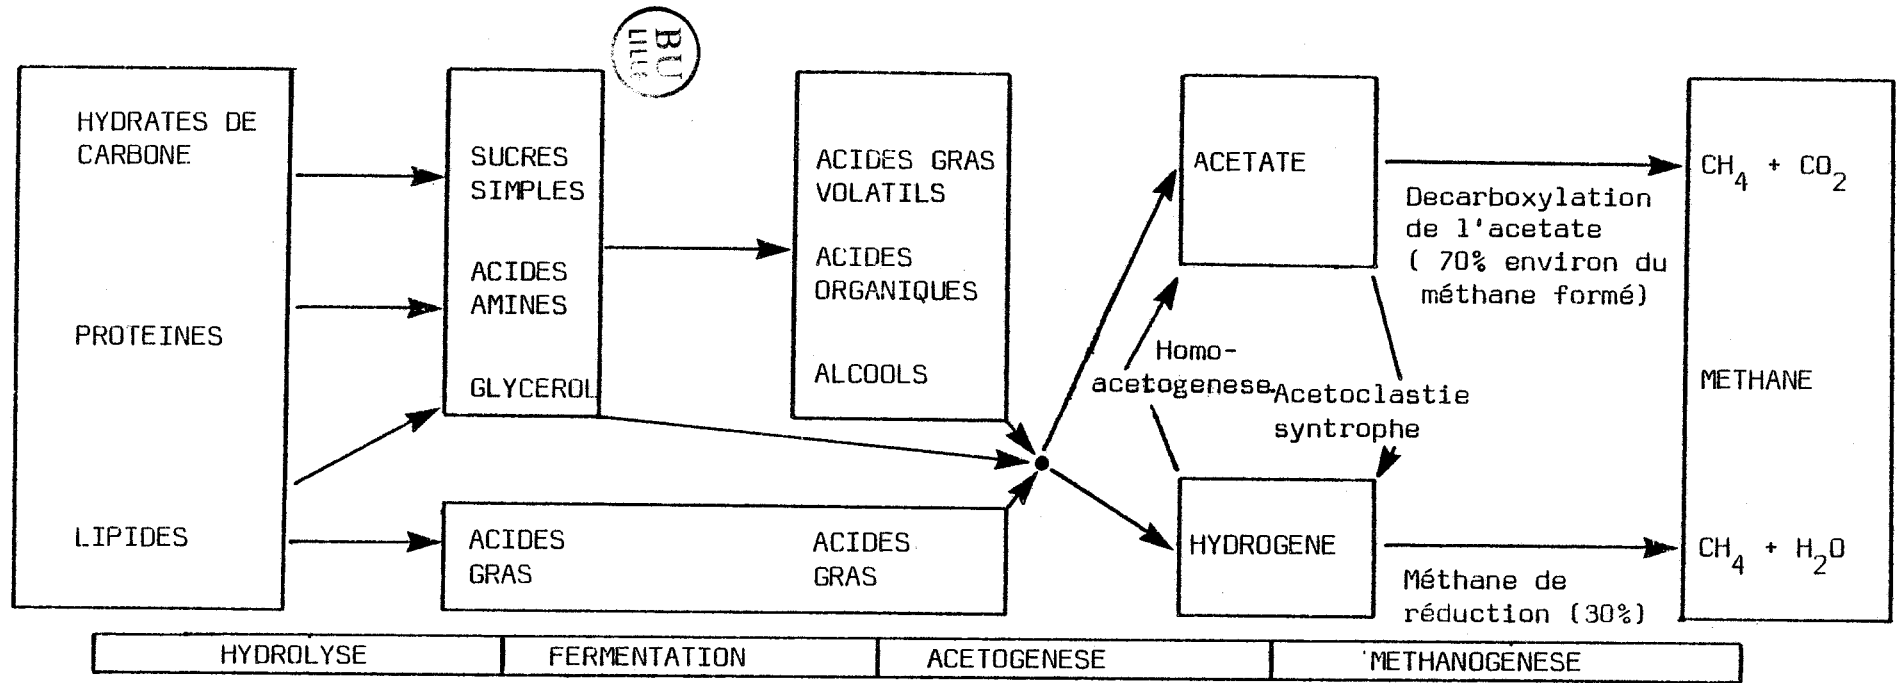 BU
LILLE
HYDRATES DE
CARBONE
PROTEINES
LIPIDES
SUCRES
SIMPLES
ACIDES
AMINES
GLYCEROL
ACIDES GRAS
VOLATILS
ACIDES
ORGANIQUES
ALCOOLS
ACIDES
GRAS
ACIDES
GRAS
ACETATE
Homo-
acetogenese
Acetoclastie
syntrophe
HYDROGENE
Decarboxylation
de l'acetate
( 70% environ du
méthane formé)
Méthane de
réduction (30%)
CH4 + CO2
METHANE
CH4 + H2O
HYDROLYSE
FERMENTATION
ACETOGENESE
METHANOGENESE